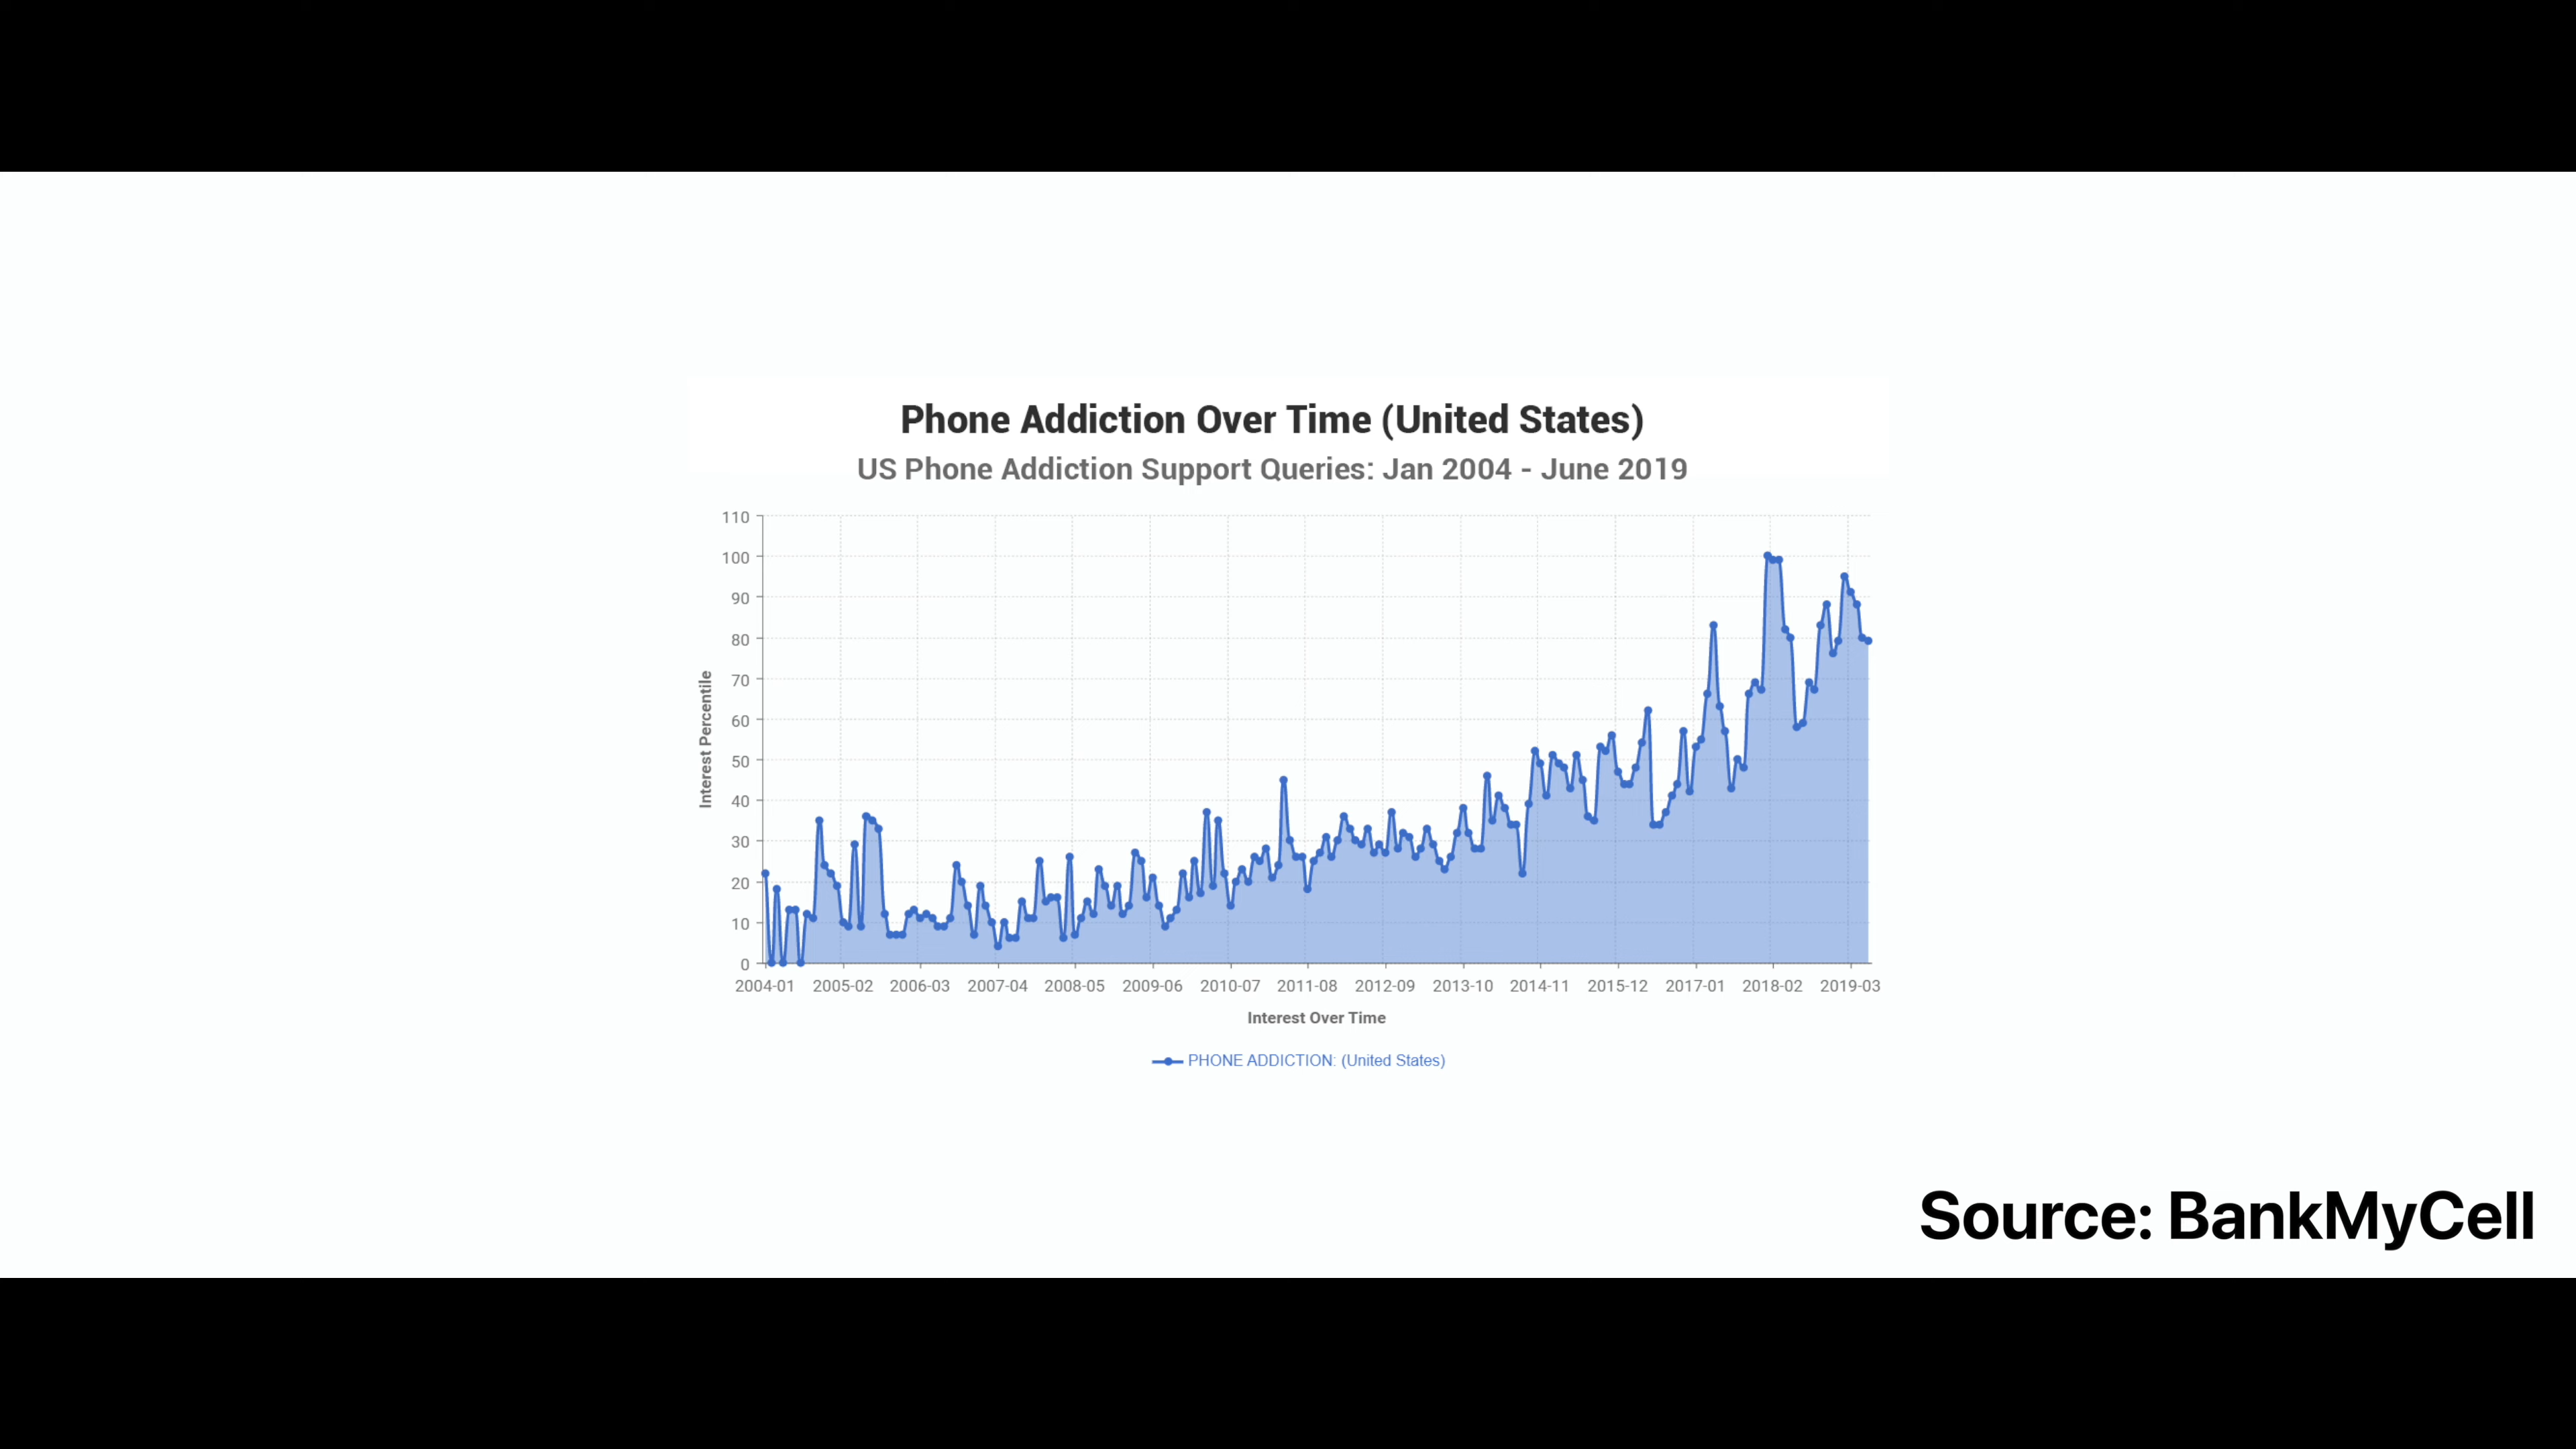 Phone Addiction Over Time (United States)
US Phone Addiction Support Queries: Jan 2004 - June 2019
110
100
90
80
70
60
50
40
30
20
10
0
Interest Percentile
2004-01 2005-02 2006-03 2007-04 2008-05 2009-06 2010-07 2011-08 2012-09 2013-10 2014-11 2015-12 2017-01 2018-02 2019-03
Interest Over Time
PHONE ADDICTION: (United States)
Source: BankMyCell